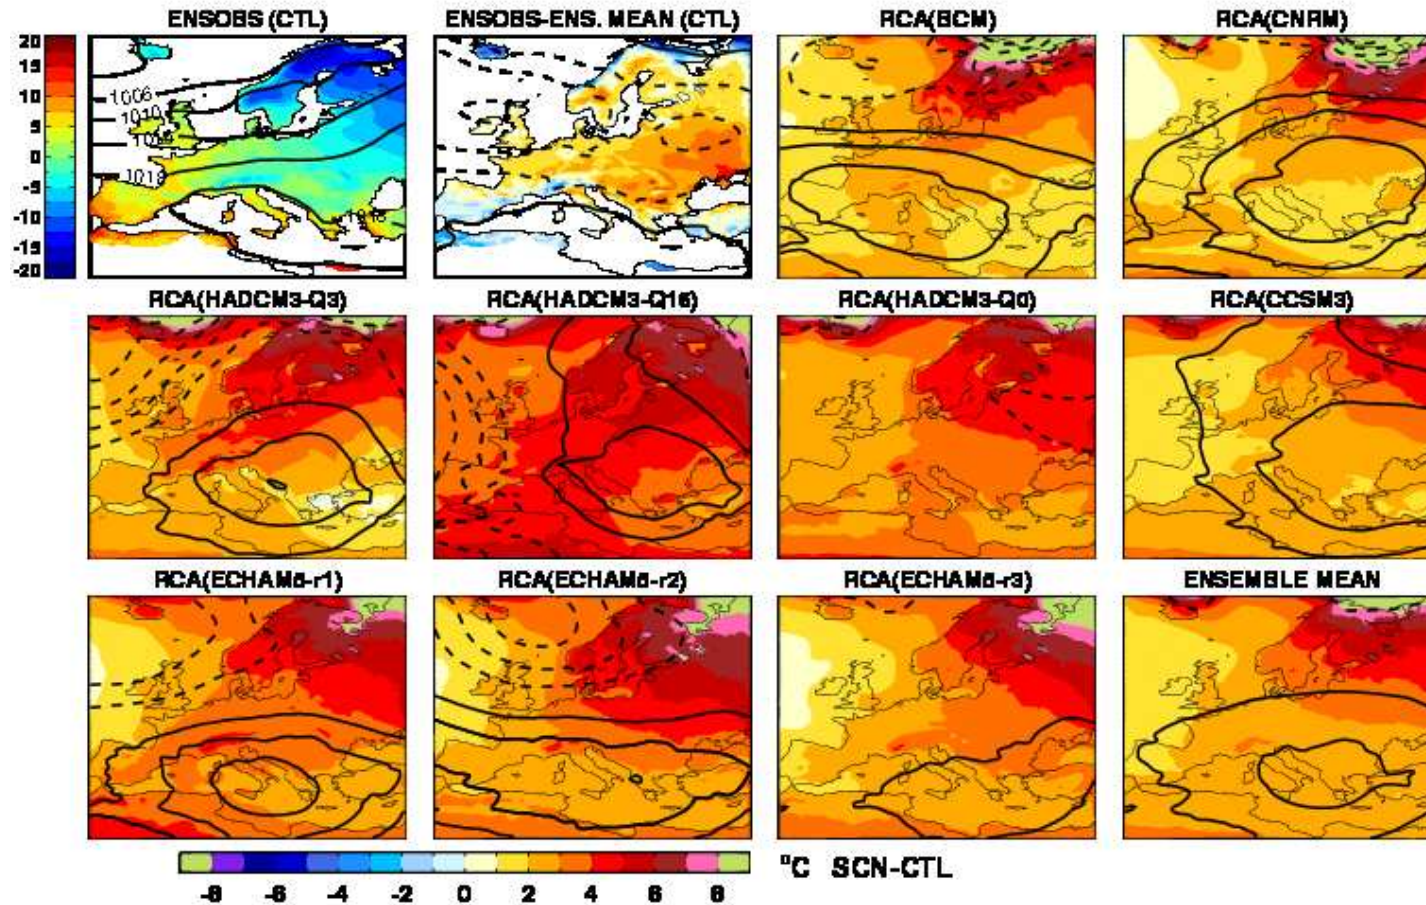 ENSOBS (CTL) ENSOBS-ENS. MEAN (CTL) RCA(BCM) RCA(CNRM)
20
15
10
5
0
-5
-10
-15
-20
1006
1010
1018
RCA(HADCM3-Q3) RCA(HADCM3-Q16) RCA(HADCM3-Q0) RCA(CCSM3)
RCA(ECHAM5-r1) RCA(ECHAM5-r2) RCA(ECHAM5-r3) ENSEMBLE MEAN
-8 -6 -4 -2 0 2 4 6 8
°C SCN-CTL